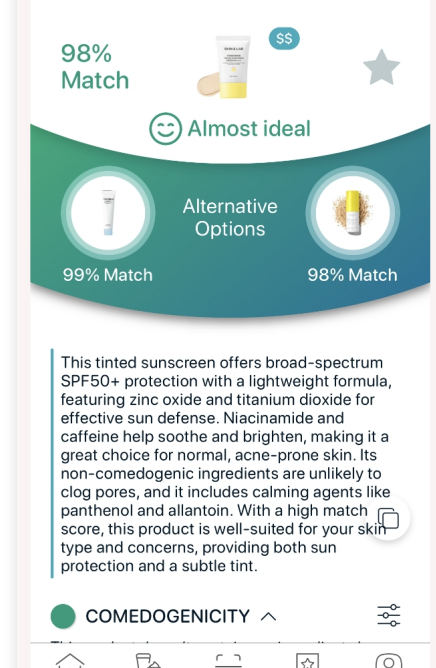 98%
Match
$$
SKIN&LAB
Almost ideal
Alternative
Options
99% Match
98% Match
This tinted sunscreen offers broad-spectrum
SPF50+ protection with a lightweight formula,
featuring zinc oxide and titanium dioxide for
effective sun defense. Niacinamide and
caffeine help soothe and brighten, making it a
great choice for normal, acne-prone skin. Its
non-comedogenic ingredients are unlikely to
clog pores, and it includes calming agents like
panthenol and allantoin. With a high match
score, this product is well-suited for your skin
type and concerns, providing both sun
protection and a subtle tint.
COMEDOGENICITY